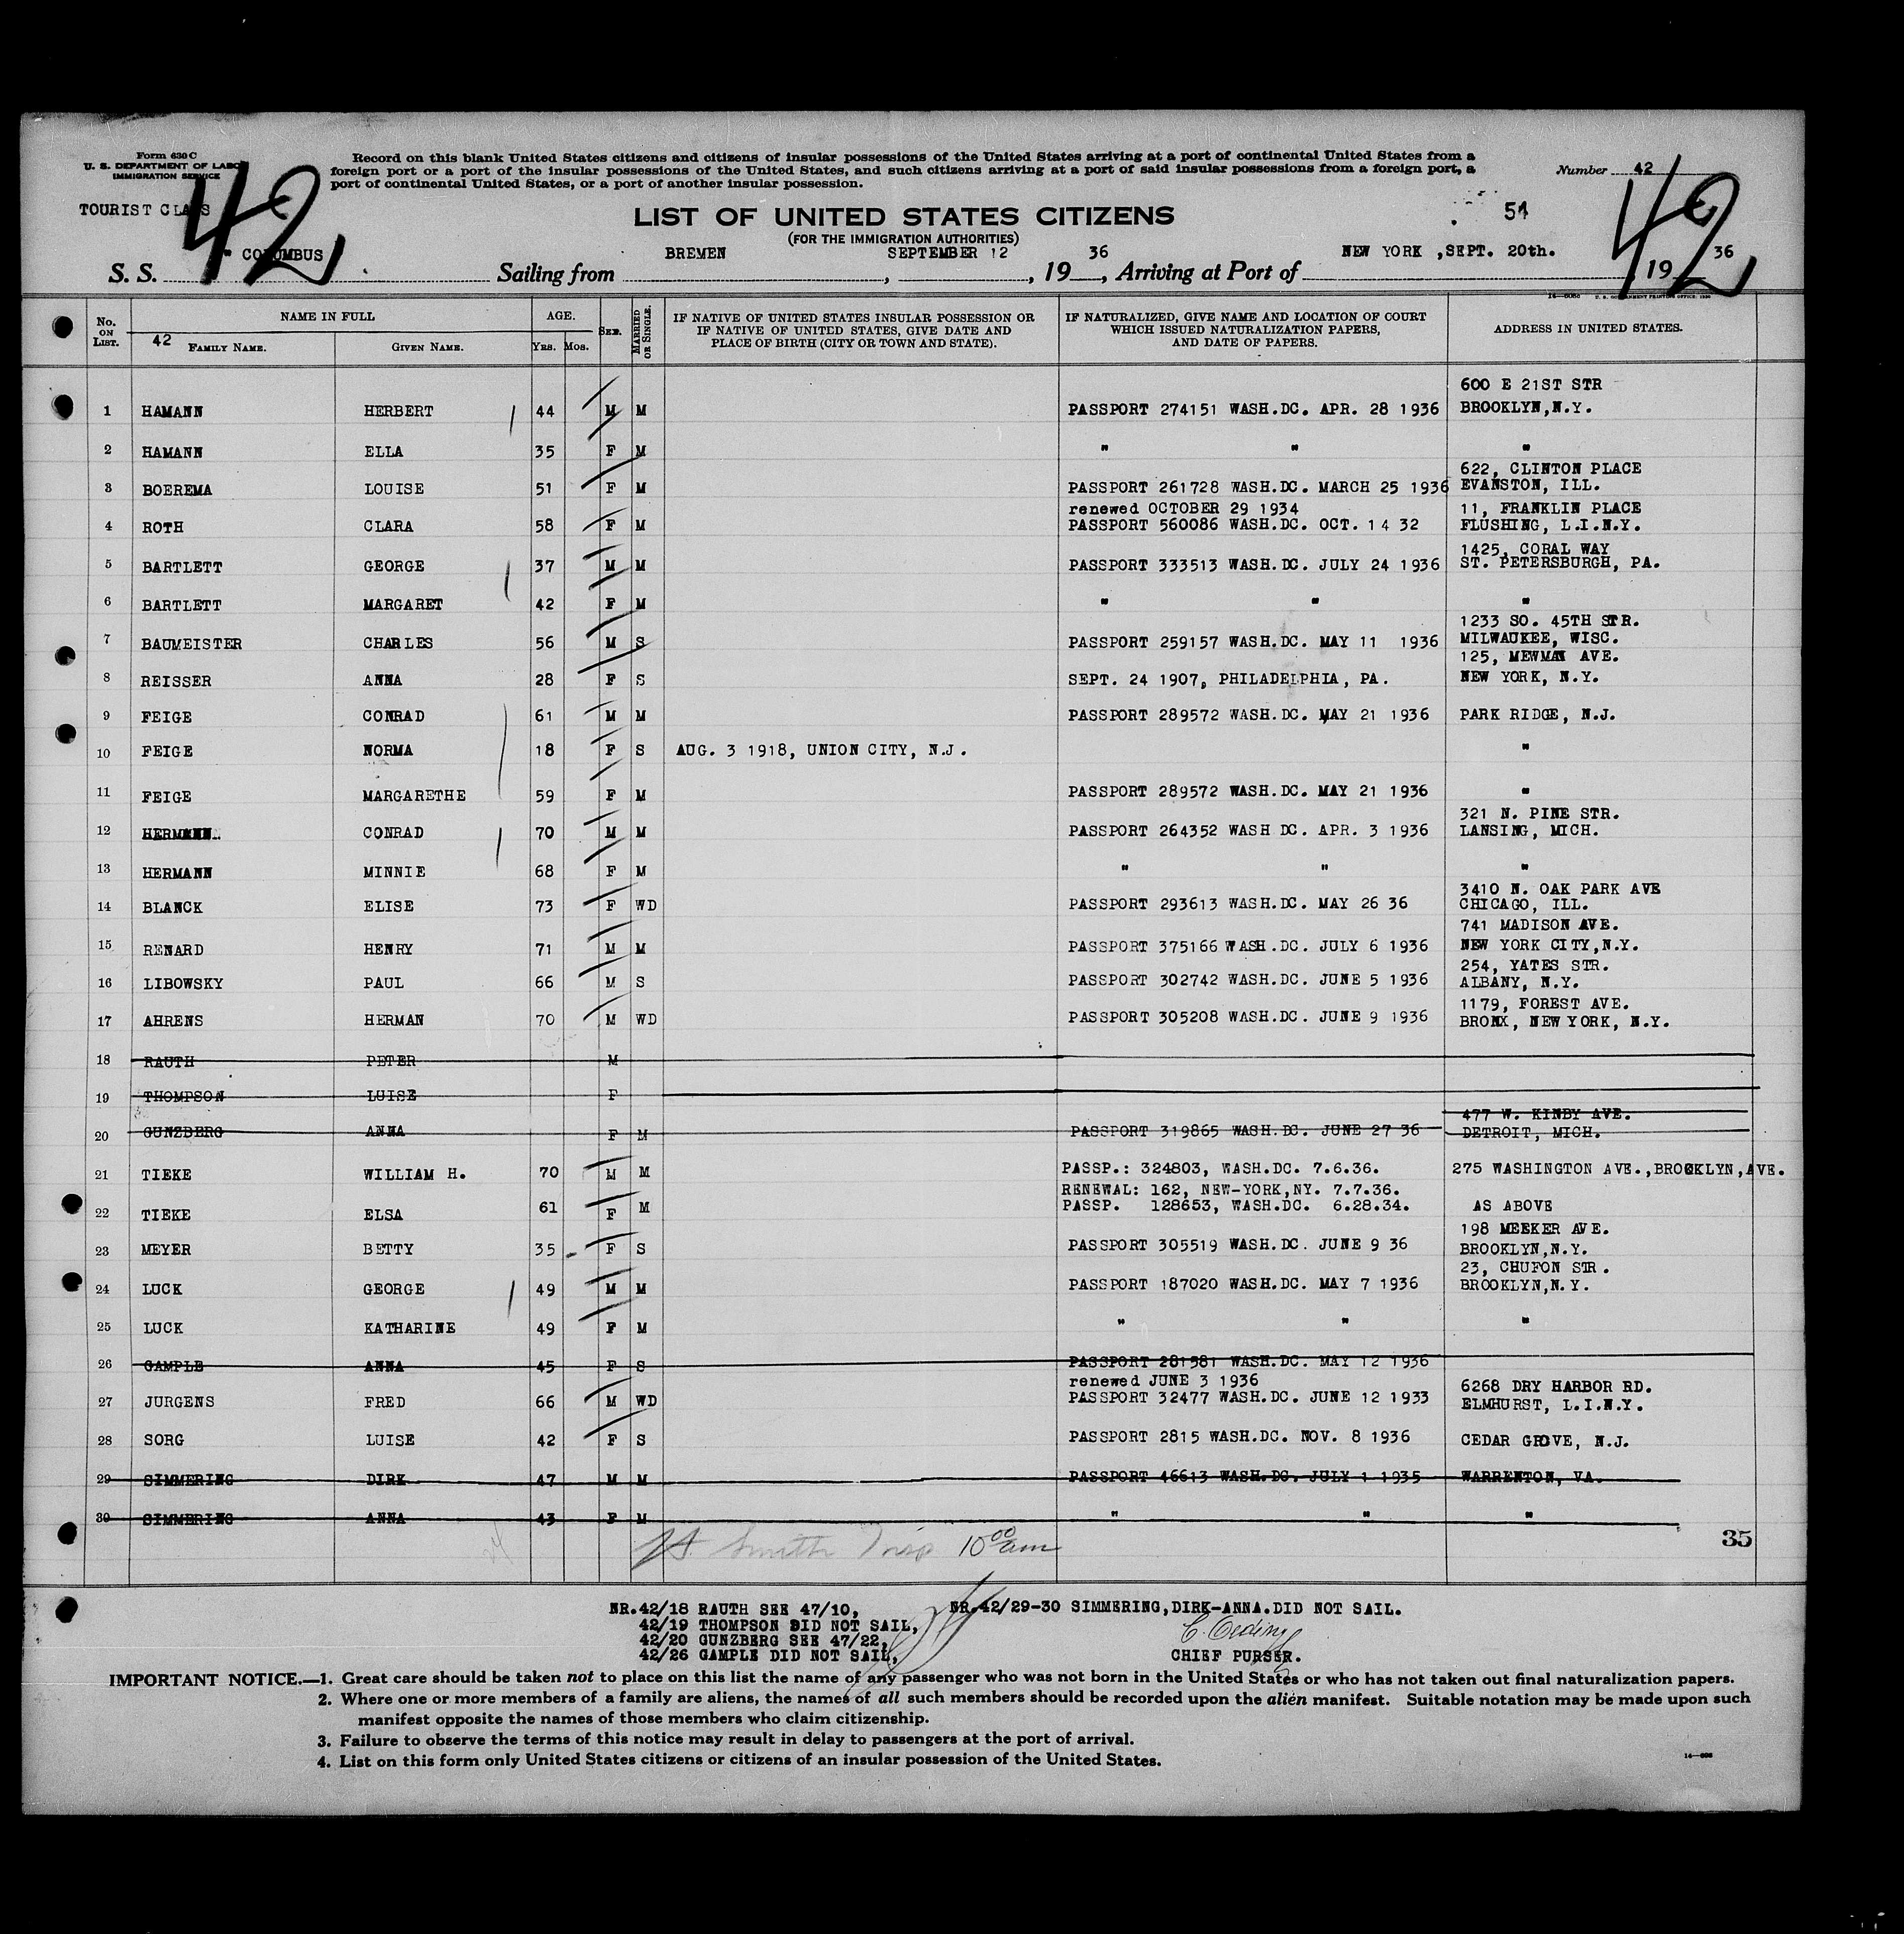 Form 630 C
U. S. DEPARTMENT OF LABOR
IMMIGRATION SERVICE
Record on this blank United States citizens and citizens of insular possessions of the United States arriving at a port of continental United States from a
foreign port or a port of the insular possessions of the United States, and such citizens arriving at a port of said insular possessions from a foreign port, a
port of continental United States, or a port of another insular possession.
Number 42
42
42
TOURIST CLASS
LIST OF UNITED STATES CITIZENS
51
(FOR THE IMMIGRATION AUTHORITIES)
S. S. " COLUMBUS Sailing from BREMEN, SEPTEMBER 12, 1936, Arriving at Port of NEW YORK ,SEPT. 20th. 1936
No. ON LIST. NAME IN FULL AGE. SEX. MARRIED OR SINGLE. IF NATIVE OF UNITED STATES INSULAR POSSESSION OR IF NATIVE OF UNITED STATES, GIVE DATE AND PLACE OF BIRTH (CITY OR TOWN AND STATE). IF NATURALIZED, GIVE NAME AND LOCATION OF COURT WHICH ISSUED NATURALIZATION PAPERS, AND DATE OF PAPERS. ADDRESS IN UNITED STATES.
42 FAMILY NAME. GIVEN NAME. YRS. MOS.
600 E 21ST STR
1 HAMANN HERBERT 44 M M PASSPORT 274151 WASH.DC. APR. 28 1936 BROOKLYN,N.Y.
2 HAMANN ELLA 35 F M " " "
622, CLINTON PLACE
3 BOEREMA LOUISE 51 F M PASSPORT 261728 WASH.DC. MARCH 25 1936 EVANSTON, ILL.
renewed OCTOBER 29 1934 11, FRANKLIN PLACE
4 ROTH CLARA 58 F M PASSPORT 560086 WASH.DC. OCT. 14 32 FLUSHING, L.I.N.Y.
1425, CORAL WAY
5 BARTLETT GEORGE 37 M M PASSPORT 333513 WASH.DC. JULY 24 1936 ST. PETERSBURGH, PA.
6 BARTLETT MARGARET 42 F M " " "
1233 SO. 45TH STR.
7 BAUMEISTER CHARLES 56 M S PASSPORT 259157 WASH.DC. MAY 11 1936 MILWAUKEE, WISC.
125, MEWMAN AVE.
8 REISSER ANNA 28 F S SEPT. 24 1907, PHILADELPHIA, PA. NEW YORK, N.Y.
9 FEIGE CONRAD 61 M M PASSPORT 289572 WASH.DC. MAY 21 1936 PARK RIDGE, N.J.
10 FEIGE NORMA 18 F S AUG. 3 1918, UNION CITY, N.J. "
11 FEIGE MARGARETHE 59 F M PASSPORT 289572 WASH.DC. MAY 21 1936 "
321 N. PINE STR.
12 HERMANN CONRAD 70 M M PASSPORT 264352 WASH DC. APR. 3 1936 LANSING, MICH.
13 HERMANN MINNIE 68 F M " " "
3410 N. OAK PARK AVE
14 BLANCK ELISE 73 F WD PASSPORT 293613 WASH.DC. MAY 26 36 CHICAGO, ILL.
741 MADISON AVE.
15 RENARD HENRY 71 M M PASSPORT 375166 WASH.DC. JULY 6 1936 NEW YORK CITY,N.Y.
254, YATES STR.
16 LIBOWSKY PAUL 66 M S PASSPORT 302742 WASH.DC. JUNE 5 1936 ALBANY, N.Y.
1179, FOREST AVE.
17 AHRENS HERMAN 70 M WD PASSPORT 305208 WASH.DC. JUNE 9 1936 BRONX, NEW YORK, N.Y.
18 RAUTH PETER M
19 THOMPSON LUISE F
477 W. KINBY AVE.
20 GUNZBERG ANNA F M PASSPORT 319865 WASH.DC. JUNE 27 36 DETROIT, MICH.
21 TIEKE WILLIAM H. 70 M M PASSP.: 324803, WASH.DC. 7.6.36. 275 WASHINGTON AVE.,BROOKLYN,AVE.
RENEWAL: 162, NEW-YORK,NY. 7.7.36.
22 TIEKE ELSA 61 F M PASSP. 128653, WASH.DC. 6.28.34. AS ABOVE
198 MEEKER AVE.
23 MEYER BETTY 35 F S PASSPORT 305519 WASH.DC. JUNE 9 36 BROOKLYN,N.Y.
23, CHUFON STR.
24 LUCK GEORGE 49 M M PASSPORT 187020 WASH.DC. MAY 7 1936 BROOKLYN,N.Y.
25 LUCK KATHARINE 49 F M " " "
26 GAMPLE ANNA 45 F S PASSPORT 281581 WASH.DC. MAY 12 1936
renewed JUNE 3 1936 6268 DRY HARBOR RD.
27 JURGENS FRED 66 M WD PASSPORT 32477 WASH.DC. JUNE 12 1933 ELMHURST, L.I.N.Y.
28 SORG LUISE 42 F S PASSPORT 2815 WASH.DC. NOV. 8 1936 CEDAR GROVE, N.J.
29 SIMMERING DIRK 47 M M PASSPORT 46613 WASH.DC. JULY 1 1935 WARRENTON, VA.
30 SIMMERING ANNA 43 F M " " "
Smith Insp 10 00 am
35
NR.42/18 RAUTH SEE 47/10, NR.42/29-30 SIMMERING,DIRK-ANNA.DID NOT SAIL.
42/19 THOMPSON DID NOT SAIL,
42/20 GUNZBERG SEE 47/22,
42/26 GAMPLE DID NOT SAIL, CHIEF PURSER.
IMPORTANT NOTICE.—1. Great care should be taken not to place on this list the name of any passenger who was not born in the United States or who has not taken out final naturalization papers.
2. Where one or more members of a family are aliens, the names of all such members should be recorded upon the alien manifest. Suitable notation may be made upon such
manifest opposite the names of those members who claim citizenship.
3. Failure to observe the terms of this notice may result in delay to passengers at the port of arrival.
4. List on this form only United States citizens or citizens of an insular possession of the United States.